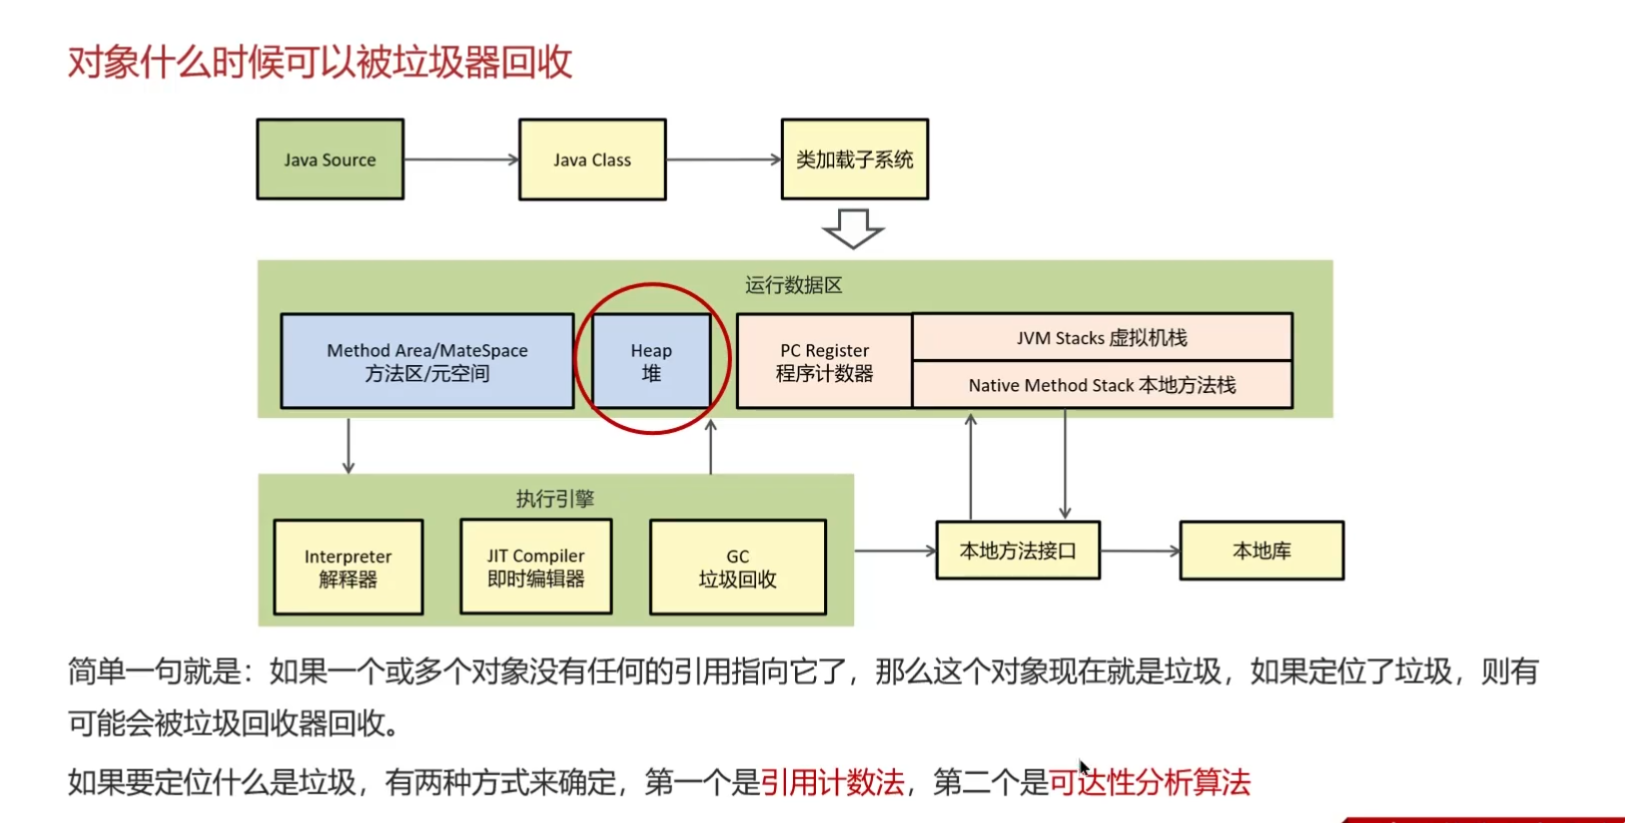 对象什么时候可以被垃圾器回收
Java Source
Java Class
类加载子系统
运行数据区
Method Area/MateSpace
方法区/元空间
Heap
堆
PC Register
程序计数器
JVM Stacks 虚拟机栈
Native Method Stack 本地方法栈
执行引擎
Interpreter
解释器
JIT Compiler
即时编辑器
GC
垃圾回收
本地方法接口
本地库
简单一句就是：如果一个或多个对象没有任何的引用指向它了，那么这个对象现在就是垃圾，如果定位了垃圾，则有
可能会被垃圾回收器回收。
如果要定位什么是垃圾，有两种方式来确定，第一个是引用计数法，第二个是可达性分析算法